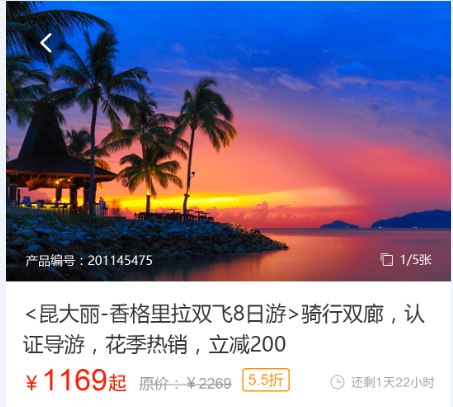 产品编号：201145475
1/5张
<昆大丽-香格里拉双飞8日游>骑行双廊，认
证导游，花季热销，立减200
￥1169起 原价：￥2269 5.5折 还剩1天22小时